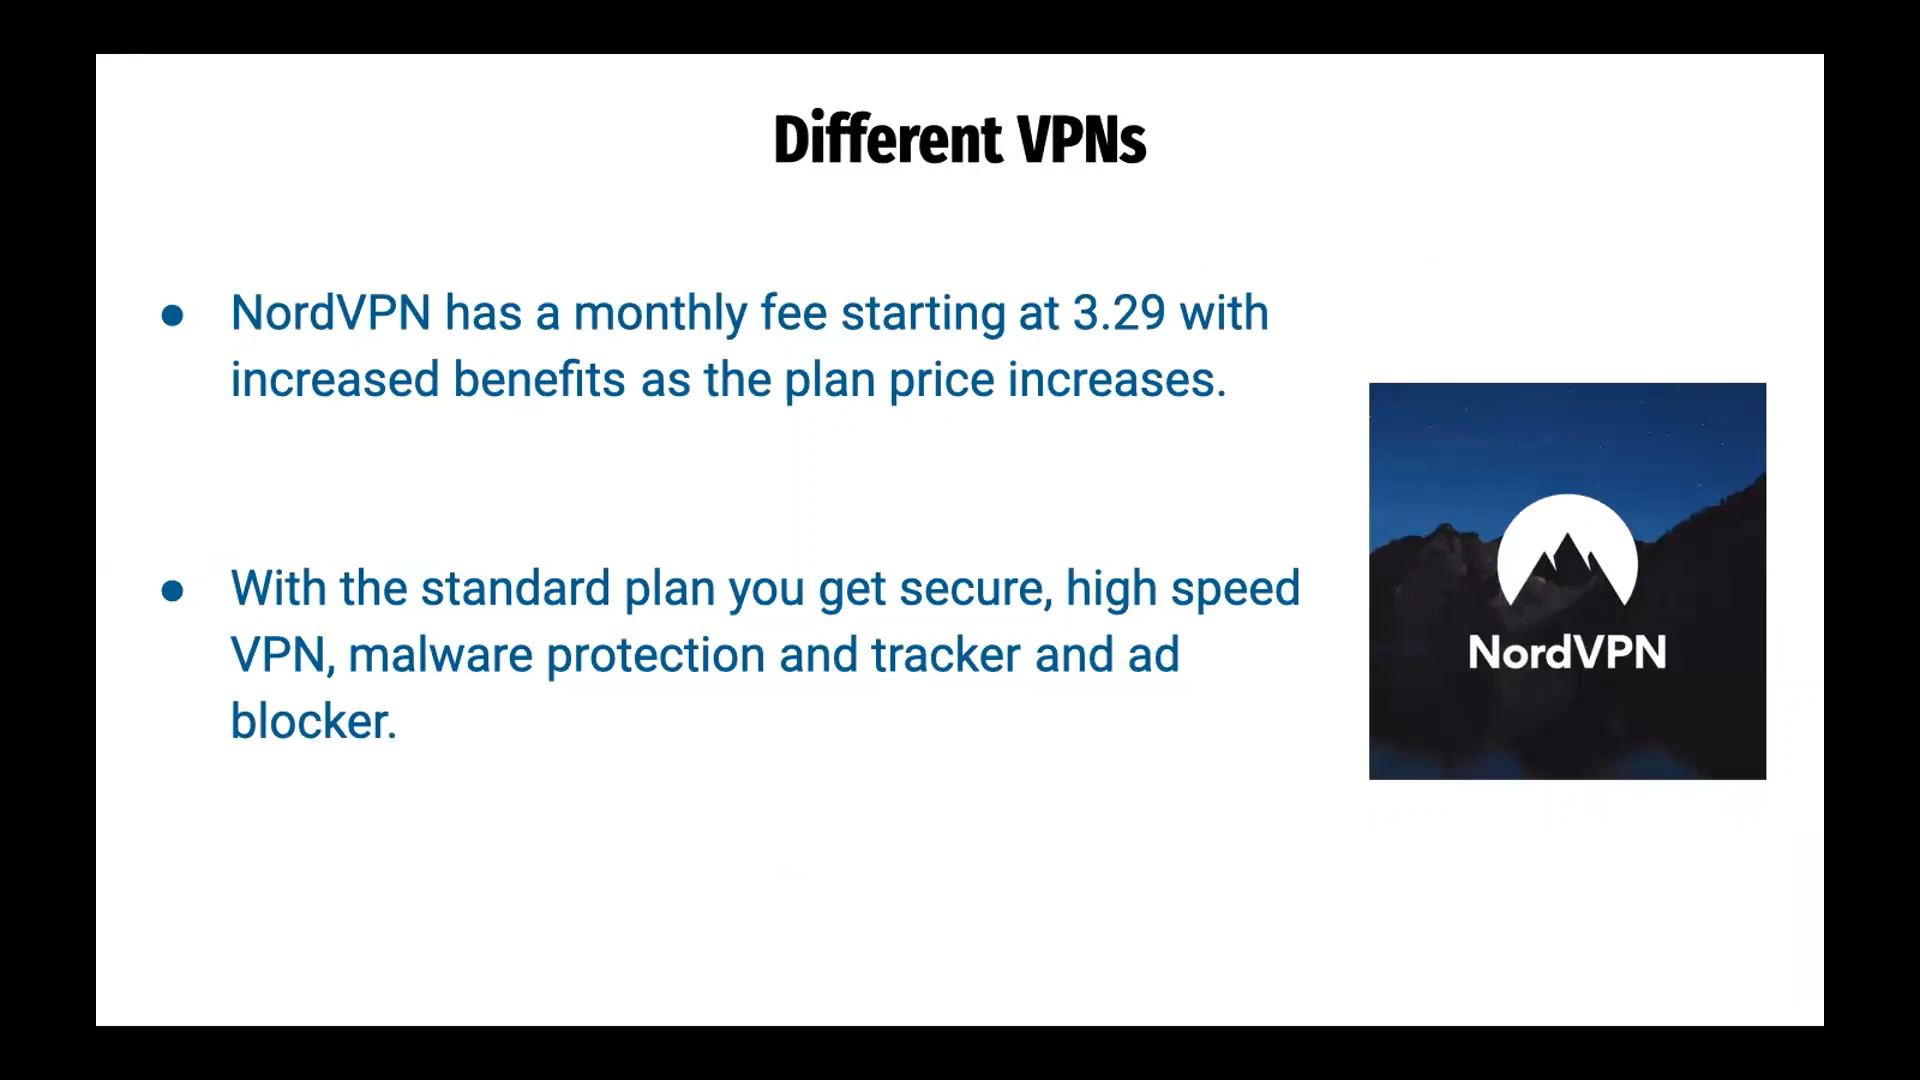 Different VPNs
● NordVPN has a monthly fee starting at 3.29 with
increased benefits as the plan price increases.
● With the standard plan you get secure, high speed
VPN, malware protection and tracker and ad
blocker.
NordVPN